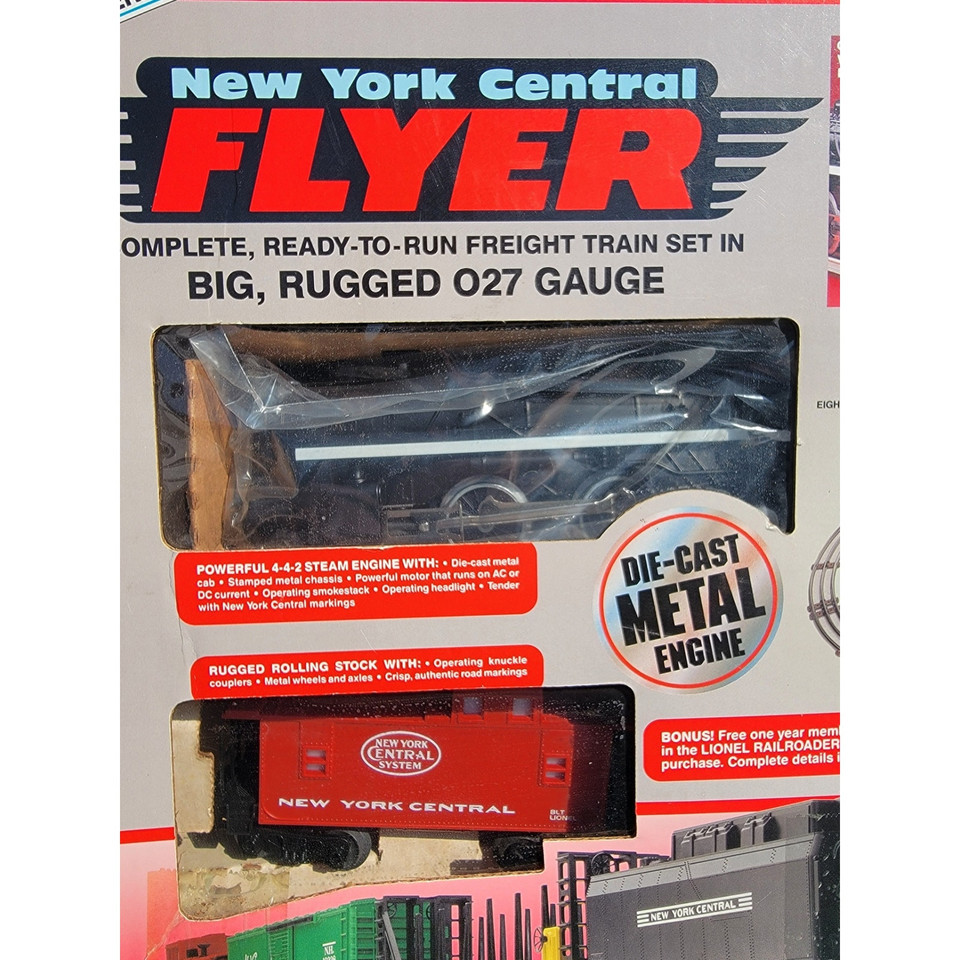 New York Central
FLYER
OMPLETE, READY-TO-RUN FREIGHT TRAIN SET IN
BIG, RUGGED 027 GAUGE
EIGH
POWERFUL 4-4-2 STEAM ENGINE WITH: • Die-cast metal
cab • Stamped metal chassis • Powerful motor that runs on AC or
DC current • Operating smokestack • Operating headlight • Tender
with New York Central markings
DIE-CAST
METAL
ENGINE
RUGGED ROLLING STOCK WITH: • Operating knuckle
couplers • Metal wheels and axles • Crisp, authentic road markings
NEW YORK
CENTRAL
SYSTEM
NEW YORK CENTRAL
BLT
LIONEL
BONUS! Free one year mem
in the LIONEL RAILROADER
purchase. Complete details i
NEW YORK CENTRAL
NH